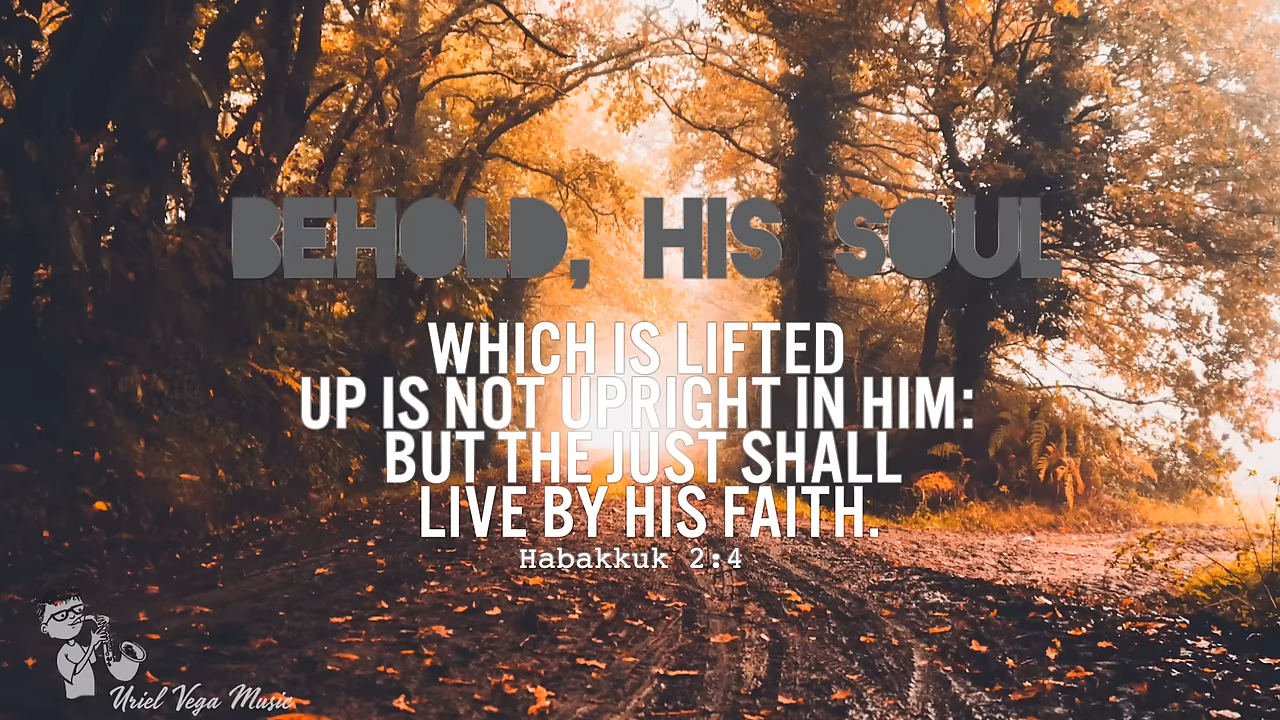 BEHOLD, HIS SOUL
WHICH IS LIFTED
UP IS NOT UPRIGHT IN HIM:
BUT THE JUST SHALL
LIVE BY HIS FAITH.
Habakkuk 2:4
Uriel Vega Music